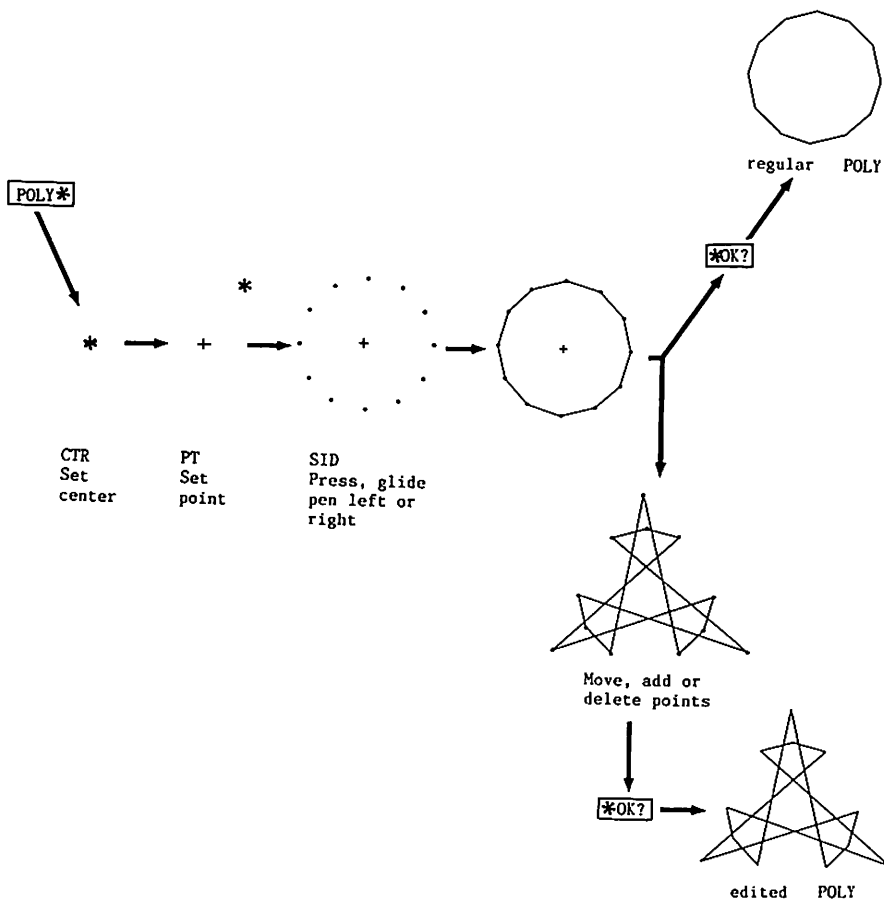 regular POLY
POLY*
*OK?
*
* + + +
CTR
Set
center
PT
Set
point
SID
Press, glide
pen left or
right
Move, add or
delete points
*OK?
edited POLY